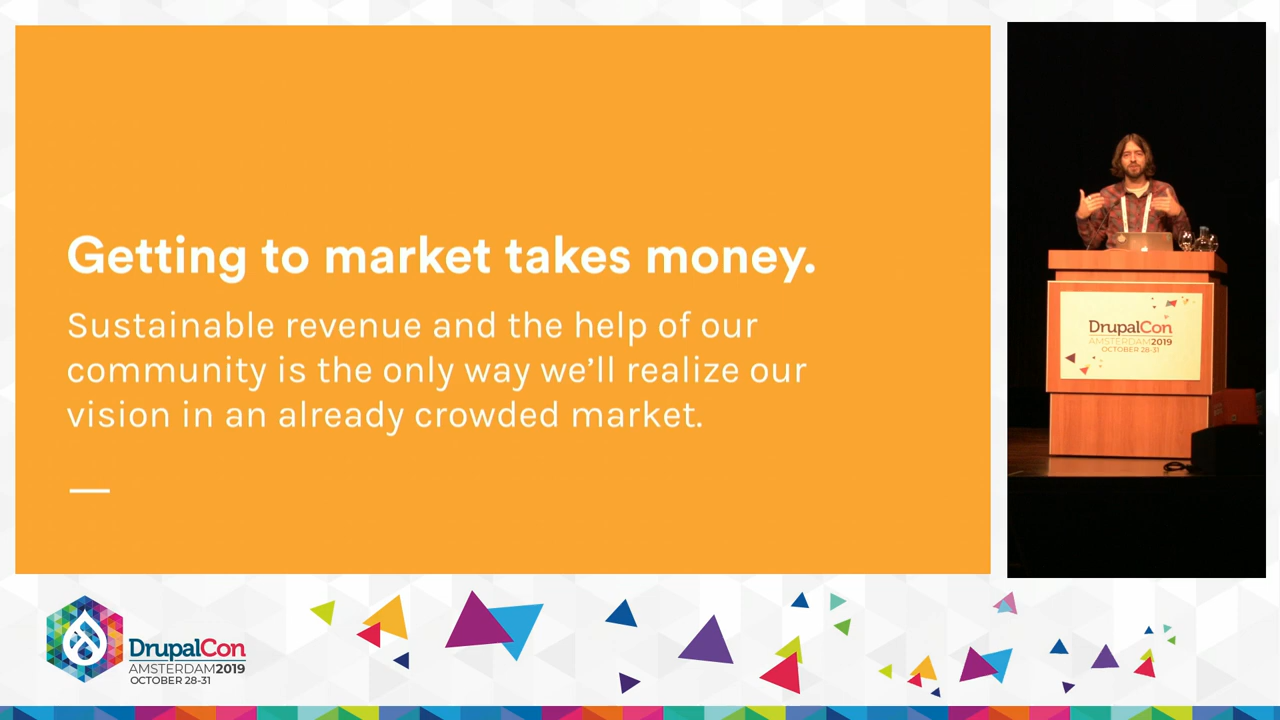 Getting to market takes money.
Sustainable revenue and the help of our
community is the only way we’ll realize our
vision in an already crowded market.
DrupalCon
AMSTERDAM2019
OCTOBER 28-31
DrupalCon
AMSTERDAM2019
OCTOBER 28-31